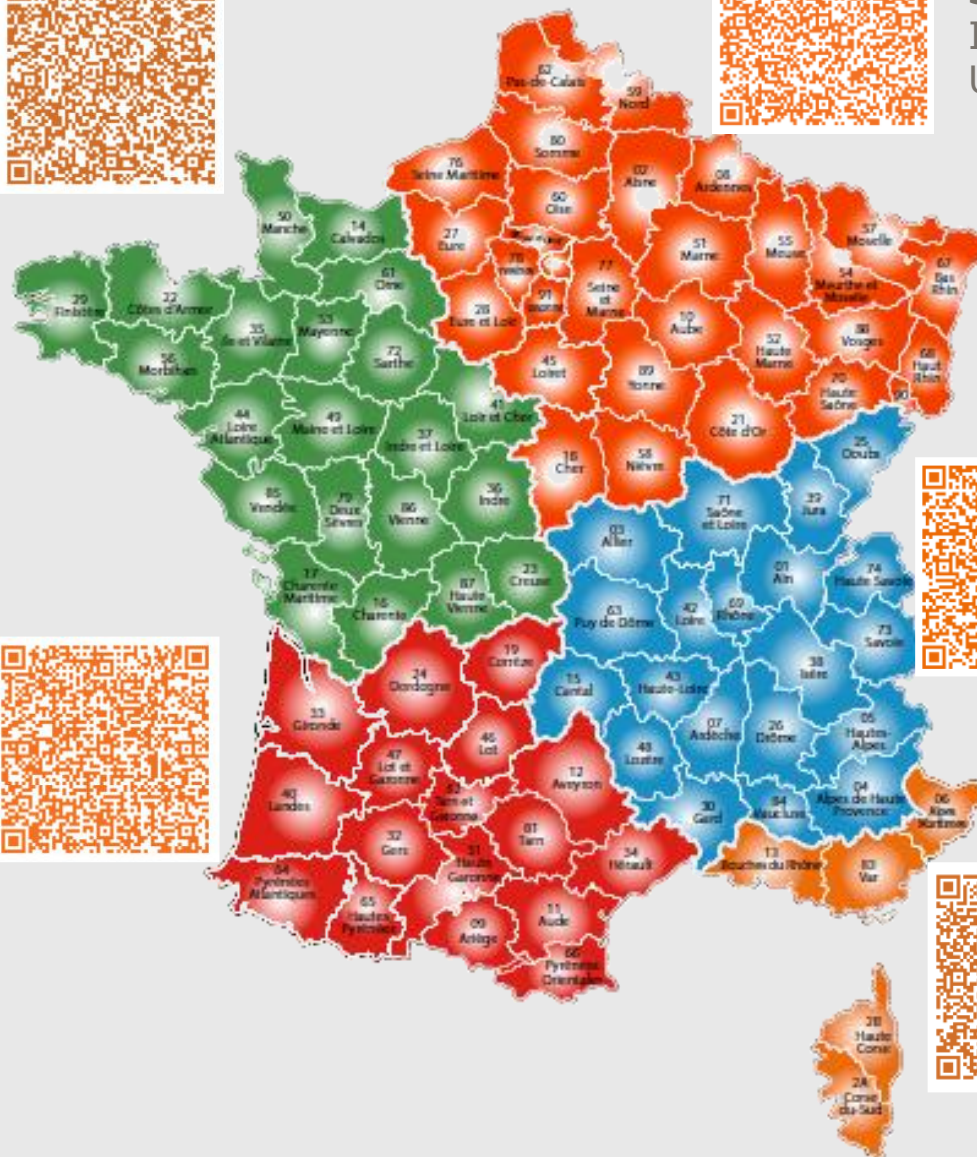 62
Pas-de-Calais
59
Nord
80
Somme
76
Seine Maritime
02
Aisne
08
Ardennes
60
Oise
50
Manche
14
Calvados
27
Eure
51
Marne
55
Meuse
57
Moselle
54
Meurthe et
Moselle
67
Bas
Rhin
61
Orne
77
Seine
et
Marne
78
91
28
Eure et Loir
10
Aube
52
Haute
Marne
88
Vosges
68
Haut
Rhin
29
Finistère
22
Côtes d'Armor
35
Ille et Vilaine
53
Mayenne
72
Sarthe
56
Morbihan
45
Loiret
89
Yonne
70
Haute
Saône
90
41
Loir et Cher
44
Loire
Atlantique
49
Maine et Loire
37
Indre et Loire
21
Côte d'Or
25
Doubs
18
Cher
58
Nièvre
85
Vendée
79
Deux
Sèvres
86
Vienne
36
Indre
71
Saône
et Loire
39
Jura
03
Allier
17
Charente
Maritime
16
Charente
87
Haute
Vienne
23
Creuse
01
Ain
74
Haute Savoie
63
Puy de Dôme
42
Loire
69
Rhône
73
Savoie
19
Corrèze
24
Dordogne
15
Cantal
43
Haute-Loire
38
Isère
33
Gironde
46
Lot
07
Ardèche
26
Drôme
05
Hautes-
Alpes
47
Lot et
Garonne
12
Aveyron
48
Lozère
40
Landes
82
Tarn et
Garonne
30
Gard
84
Vaucluse
04
Alpes de Haute
Provence
06
Alpes
Maritimes
32
Gers
81
Tarn
34
Hérault
13
Bouches du Rhône
83
Var
31
Haute
Garonne
64
Pyrénées
Atlantiques
65
Hautes
Pyrénées
09
Ariège
11
Aude
66
Pyrénées
Orientales
2B
Haute
Corse
2A
Corse
du-Sud